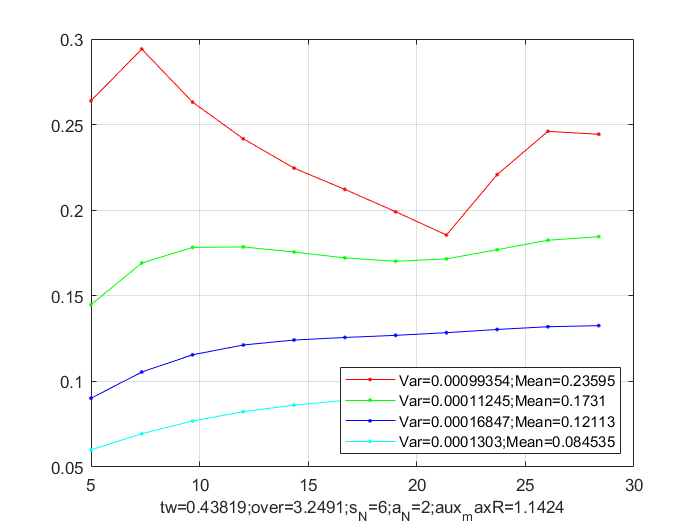 0.3
0.25
0.2
0.15
0.1
0.05
Var=0.00099354;Mean=0.23595
Var=0.00011245;Mean=0.1731
Var=0.00016847;Mean=0.12113
Var=0.0001303;Mean=0.084535
5 10 15 20 25 30
tw=0.43819;over=3.2491;s_N=6;a_N=2;aux_maxR=1.1424